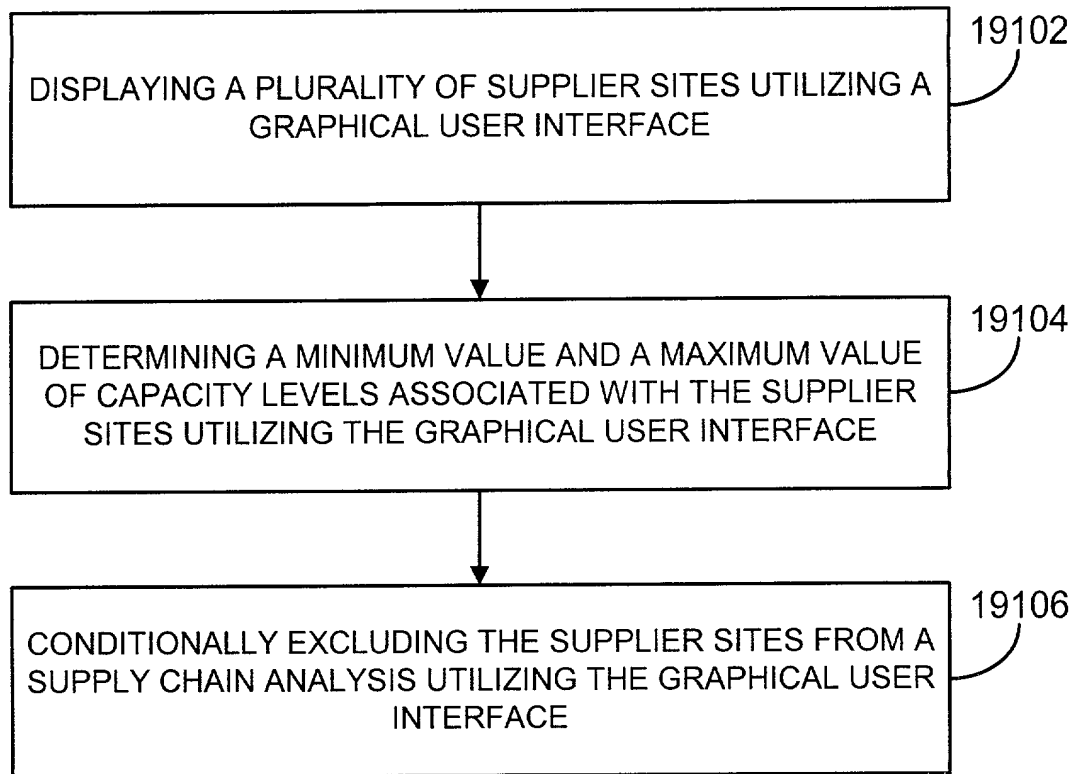 19102
DISPLAYING A PLURALITY OF SUPPLIER SITES UTILIZING A
GRAPHICAL USER INTERFACE
19104
DETERMINING A MINIMUM VALUE AND A MAXIMUM VALUE
OF CAPACITY LEVELS ASSOCIATED WITH THE SUPPLIER
SITES UTILIZING THE GRAPHICAL USER INTERFACE
19106
CONDITIONALLY EXCLUDING THE SUPPLIER SITES FROM A
SUPPLY CHAIN ANALYSIS UTILIZING THE GRAPHICAL USER
INTERFACE